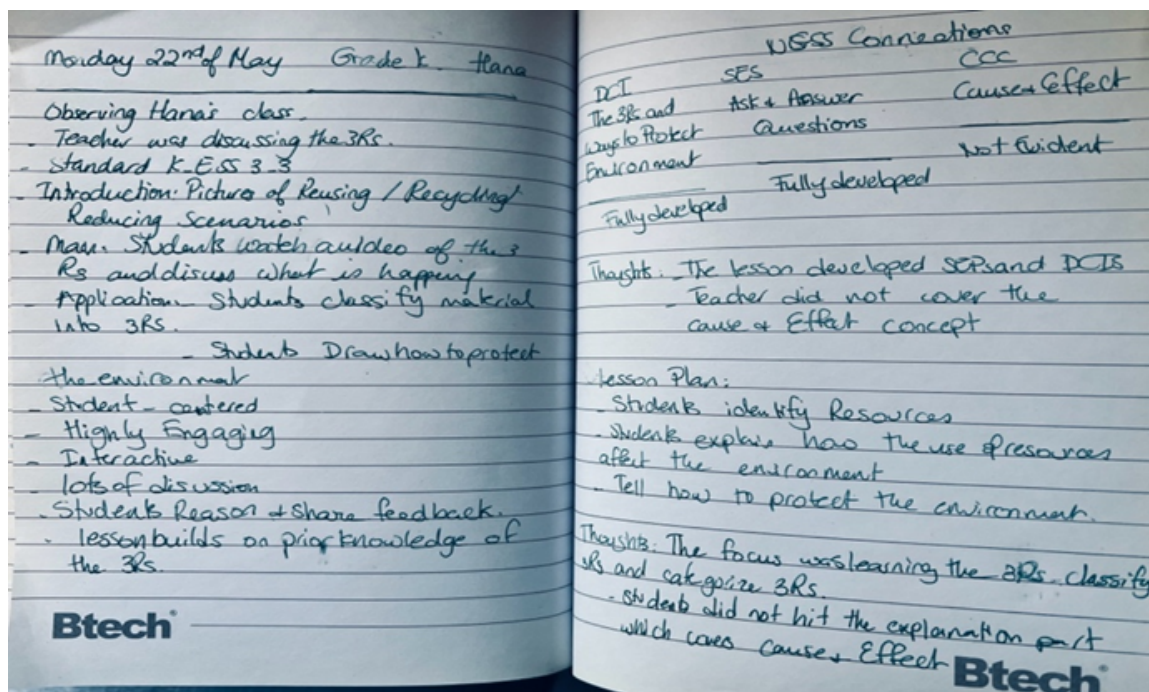 Monday 22nd of May Grade K. Hana
Observing Hana's class.
- Teacher was discussing the 3Rs.
- Standard K-ESS 3-3
- Introduction: Pictures of Reusing / Recycling /
Reducing Scenarios
- Main. Students watch a video of the 3
Rs and discuss what is happening
- Application - Students classify material
into 3Rs.
- Students Draw how to protect
the environmat
- Student - centered
- Highly Engaging
- Interactive
- lots of disussion
- Students Reason & share feedback.
- lesson builds on prior knowledge of
the 3Rs.
Btech
NGSS Connections
DCI SES CCC
The 3Rs and Ask & Answer Cause & Effect
ways to Protect Questions
Environment Not Evident
Fully developed Fully developed
Thoughts: - The lesson developed SEPs and DCIs
- Teacher did not cover the
cause & Effect concept
Lesson Plan:
- Students identify Resources
- Students explain how the use of resources
affect the environment
- Tell how to protect the environment.
Thoughts: The focus was learning the 3Rs. classify
3Rs and categorize 3Rs.
- Students did not hit the explanation part
which covers cause & Effect
Btech